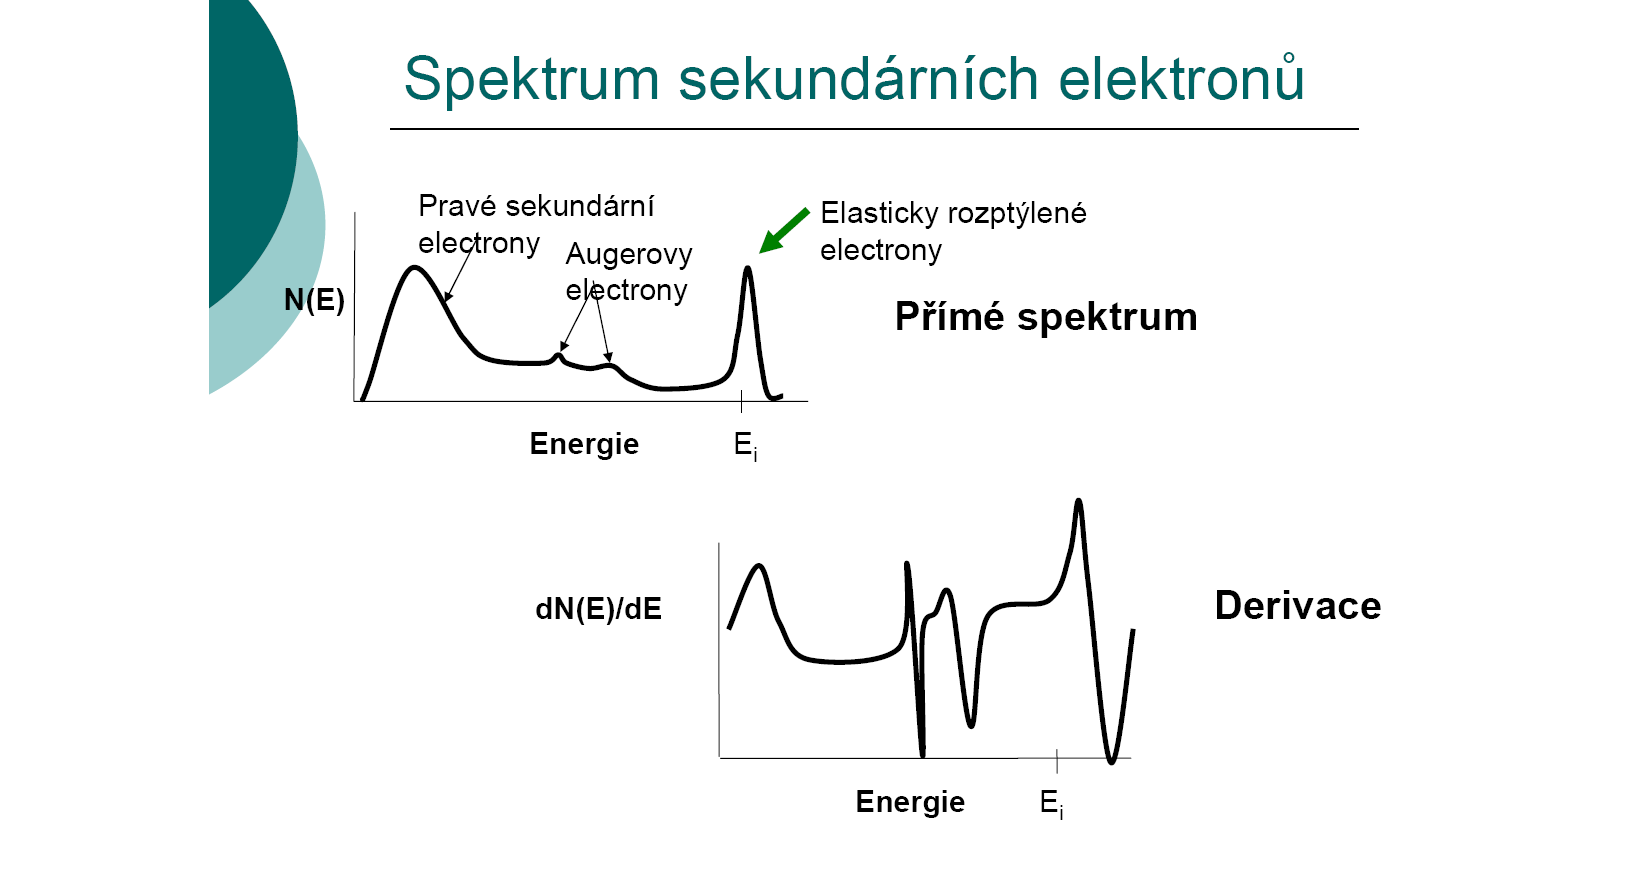 Spektrum sekundárních elektronů
Pravé sekundární
electrony
Augerovy
electrony
Elasticky rozptýlené
electrony
N(E)
Přímé spektrum
Energie
Ei
dN(E)/dE
Derivace
Energie
Ei